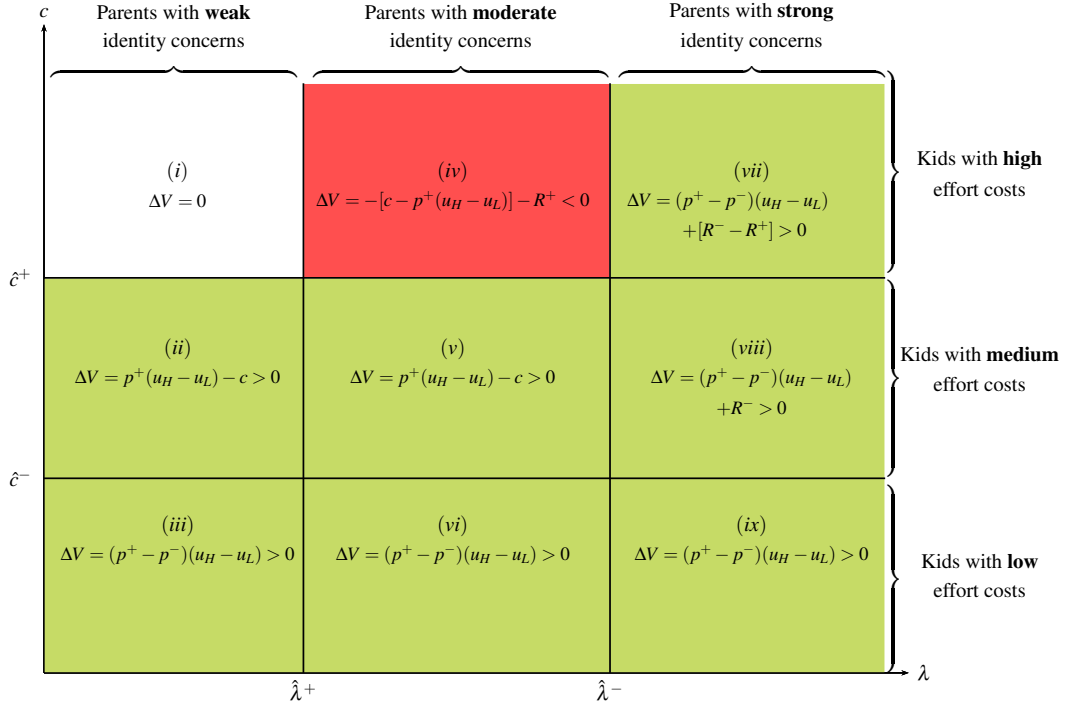 c
Parents with weak
identity concerns
Parents with moderate
identity concerns
Parents with strong
identity concerns
(i)
ΔV = 0
(iv)
ΔV = −[c − p⁺(u_H − u_L)] − R⁺ < 0
(vii)
ΔV = (p⁺ − p⁻)(u_H − u_L)
+[R⁻ − R⁺] > 0
Kids with high
effort costs
ĉ⁺
(ii)
ΔV = p⁺(u_H − u_L) − c > 0
(v)
ΔV = p⁺(u_H − u_L) − c > 0
(viii)
ΔV = (p⁺ − p⁻)(u_H − u_L)
+R⁻ > 0
Kids with medium
effort costs
ĉ⁻
(iii)
ΔV = (p⁺ − p⁻)(u_H − u_L) > 0
(vi)
ΔV = (p⁺ − p⁻)(u_H − u_L) > 0
(ix)
ΔV = (p⁺ − p⁻)(u_H − u_L) > 0
Kids with low
effort costs
λ̂⁺
λ̂⁻
λ